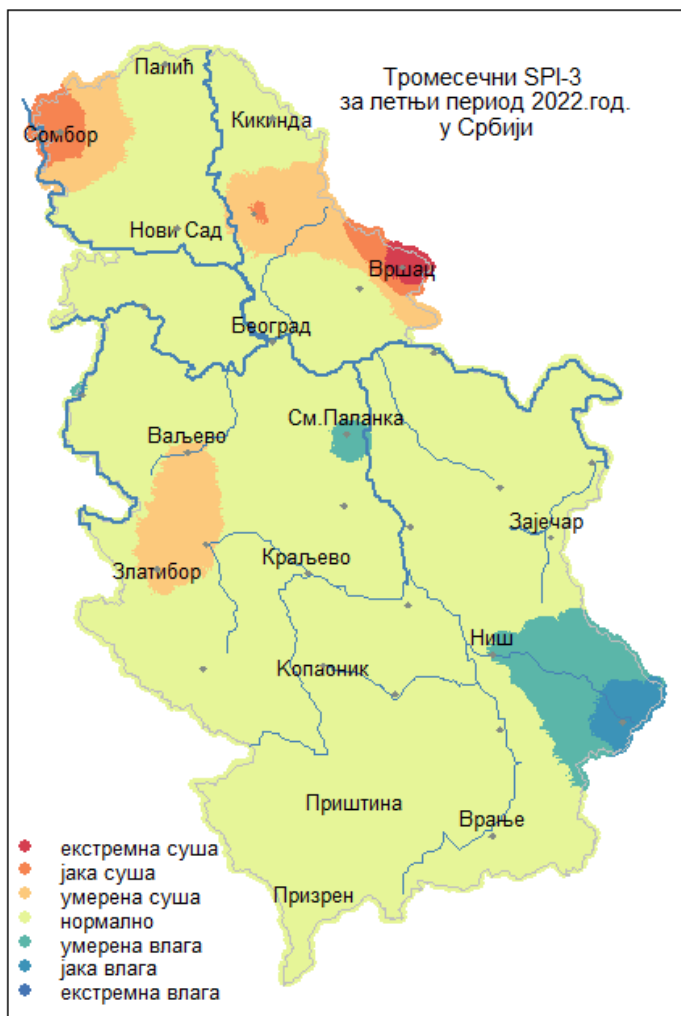 Тромесечни SPI-3
за летњи период 2022.год.
у Србији
Палић
Кикинда
Сомбор
Нови Сад
Вршац
Београд
См.Паланка
Ваљево
Зајечар
Златибор
Краљево
Ниш
Копаоник
Приштина
Врање
Призрен
екстремна суша
јака суша
умерена суша
нормално
умерена влага
јака влага
екстремна влага